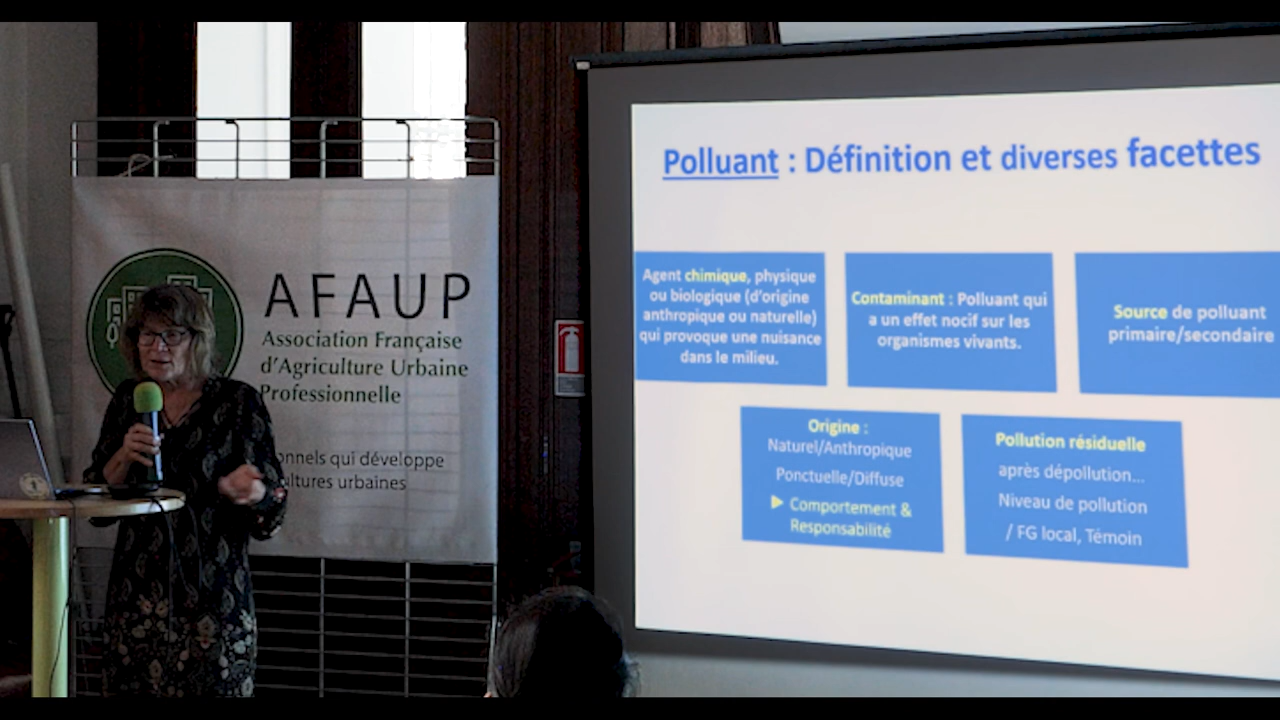 AFAUP
Association Française
d'Agriculture Urbaine
Professionnelle
onnels qui développe
ultures urbaines
Polluant : Définition et diverses facettes
Agent chimique, physique
ou biologique (d'origine
anthropique ou naturelle)
qui provoque une nuisance
dans le milieu.
Contaminant : Polluant qui
a un effet nocif sur les
organismes vivants.
Source de polluant
primaire/secondaire
Origine :
Naturel/Anthropique
Ponctuelle/Diffuse
Comportement &
Responsabilité
Pollution résiduelle
après dépollution...
Niveau de pollution
/ FG local, Témoin